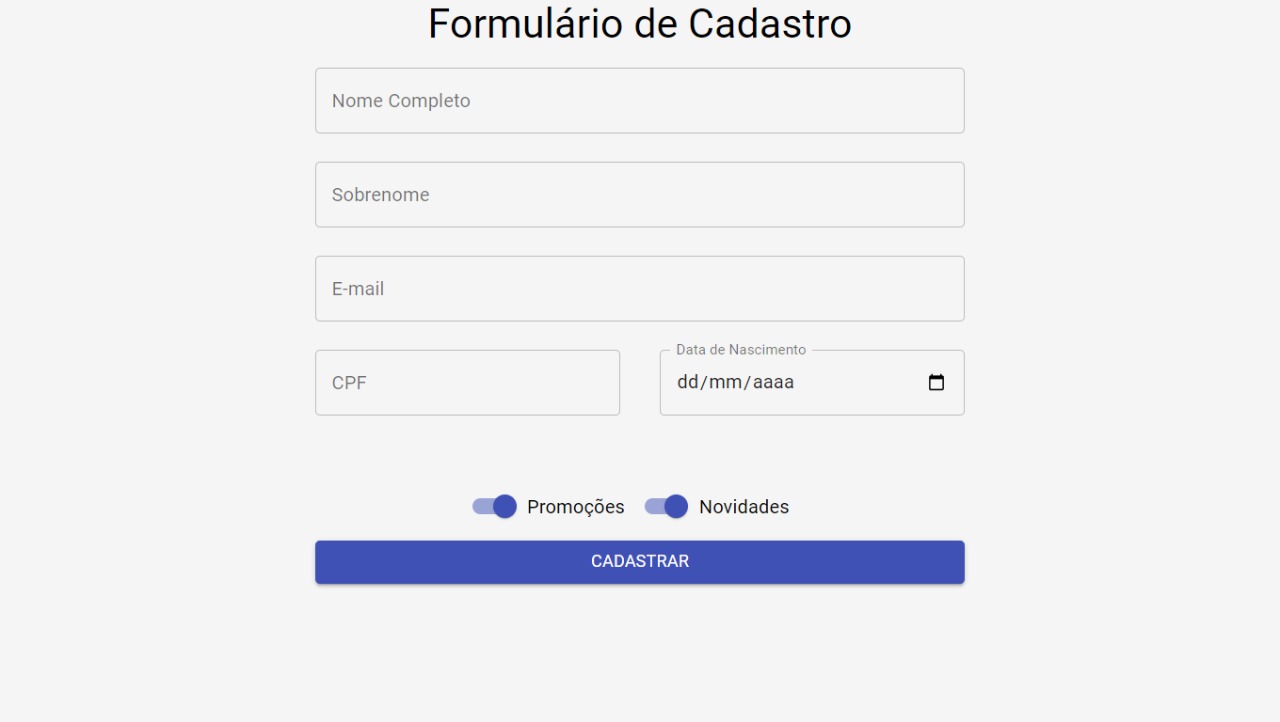 Formulário de Cadastro
Nome Completo
Sobrenome
E-mail
Data de Nascimento
CPF
dd/mm/aaaa
Promoções
Novidades
CADASTRAR